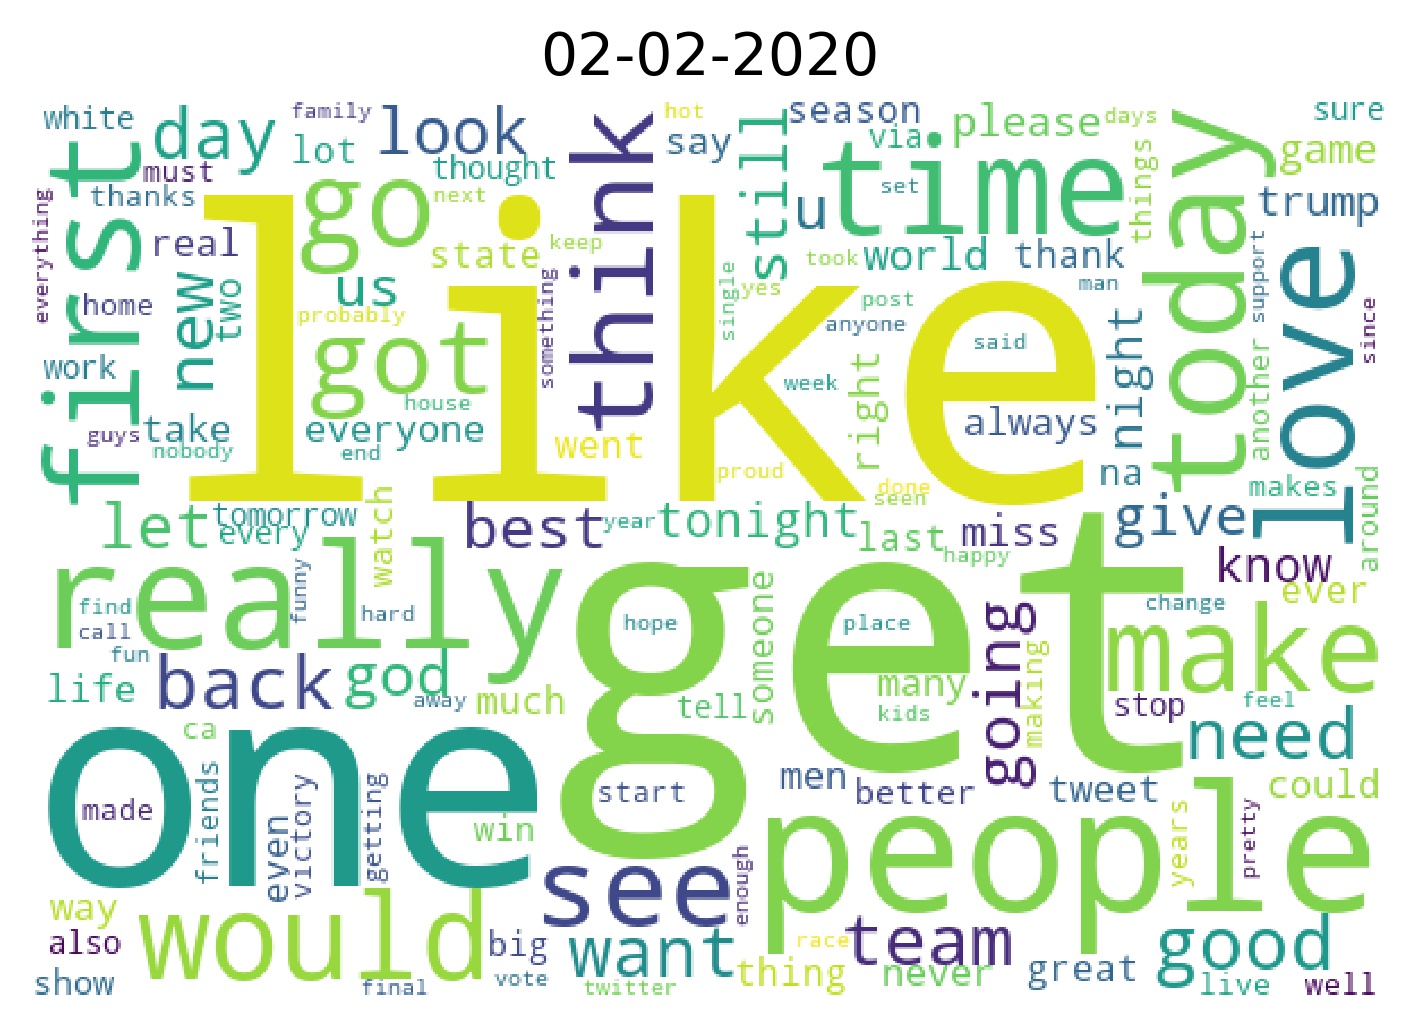 02-02-2020
white
day
family
look
hot
season
please
days
sure
first
must
lot
thought
think
say
still
via
time
things
today
game
everything
thanks
go
next
like
u
set
trump
real
state
keep
took
world
thank
love
new
two
us
something
single
yes
post
man
another
support
since
home
probably
anyone
night
work
got
said
house
week
right
guys
take
everyone
always
nobody
end
went
proud
done
na
makes
let
tomorrow
every
watch
best
year
tonight
seen
last
miss
give
around
really
funny
get
happy
know
ever
find
hard
hope
someone
place
going
change
call
make
fun
life
back
god
away
much
tell
many
making
stop
feel
ca
kids
need
one
made
friends
even
victory
getting
win
start
men
better
tweet
could
people
years
pretty
way
would
see
enough
also
big
want
race
team
good
show
final
vote
twitter
thing
never
great
live
well